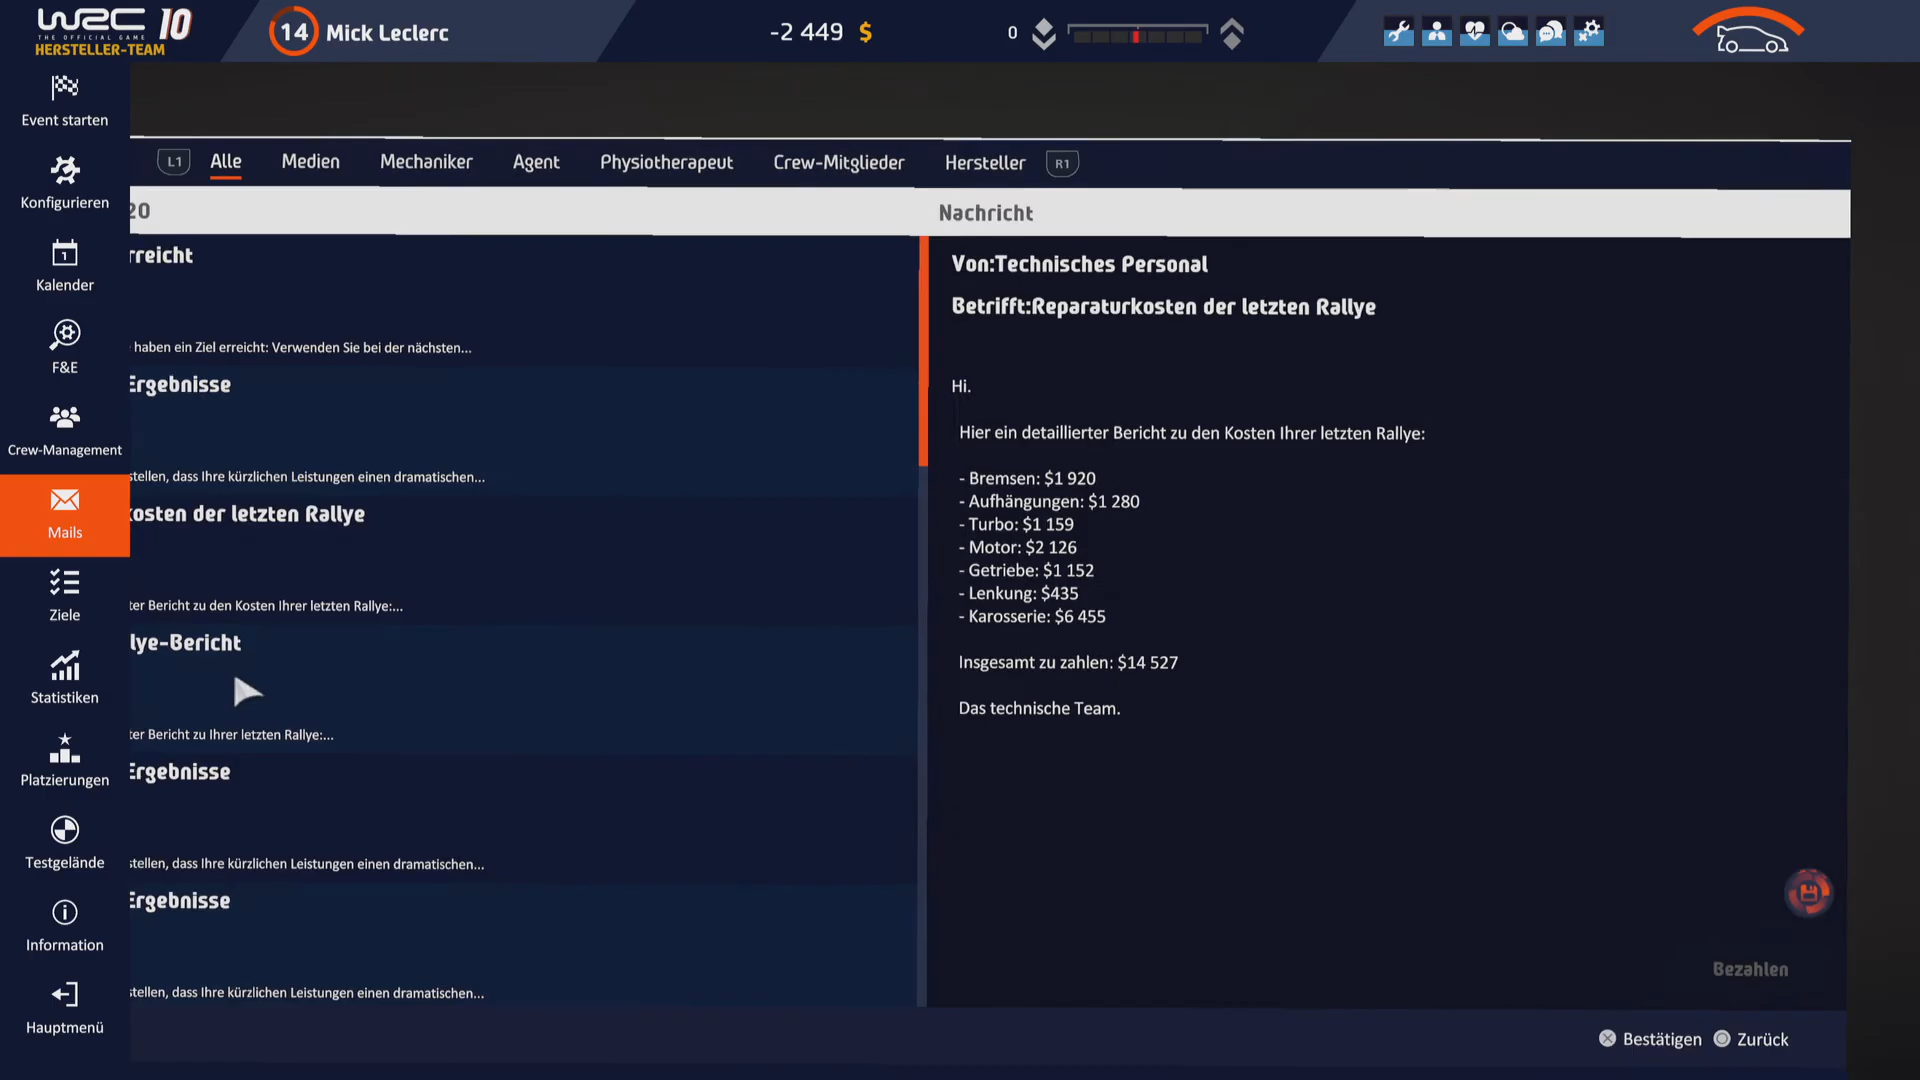 WRC 10
THE OFFICIAL GAME
HERSTELLER-TEAM
14 Mick Leclerc
-2 449 $
0
Event starten
Konfigurieren
Kalender
F&E
Crew-Management
Mails
Ziele
Statistiken
Platzierungen
Testgelände
Information
Hauptmenü
L1 Alle Medien Mechaniker Agent Physiotherapeut Crew-Mitglieder Hersteller R1
20
rreicht
haben ein Ziel erreicht: Verwenden Sie bei der nächsten...
Ergebnisse
stellen, dass Ihre kürzlichen Leistungen einen dramatischen...
kosten der letzten Rallye
ter Bericht zu den Kosten Ihrer letzten Rallye:...
lye-Bericht
ter Bericht zu Ihrer letzten Rallye:...
Ergebnisse
stellen, dass Ihre kürzlichen Leistungen einen dramatischen...
Ergebnisse
stellen, dass Ihre kürzlichen Leistungen einen dramatischen...
Nachricht
Von:Technisches Personal
Betrifft:Reparaturkosten der letzten Rallye
Hi.
Hier ein detaillierter Bericht zu den Kosten Ihrer letzten Rallye:
- Bremsen: $1 920
- Aufhängungen: $1 280
- Turbo: $1 159
- Motor: $2 126
- Getriebe: $1 152
- Lenkung: $435
- Karosserie: $6 455
Insgesamt zu zahlen: $14 527
Das technische Team.
Bezahlen
Bestätigen Zurück